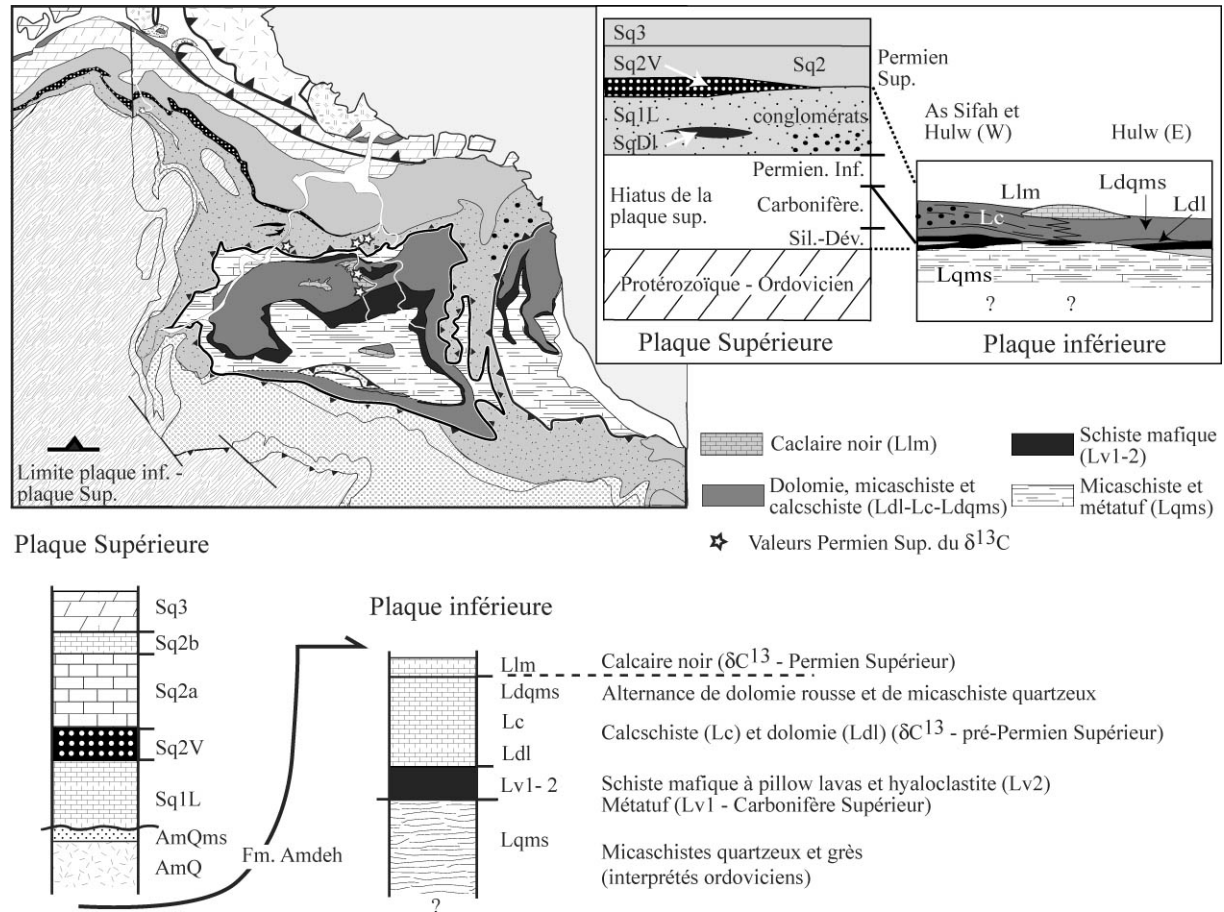 Limite plaque inf. -
plaque Sup.
Sq3
Sq2V
Sq2
Sq1L
conglomérats
SqDl
Permien
Sup.
As Sifah et
Hulw (W)
Hulw (E)
Permien. Inf.
Hiatus de la
plaque sup.
Carbonifère.
Sil.-Dév.
Protérozoïque - Ordovicien
Llm
Ldqms
Ldl
Lc
Lqms
? ?
Plaque Supérieure
Plaque inférieure
Caclaire noir (Llm)
Schiste mafique
(Lv1-2)
Dolomie, micaschiste et
calcschiste (Ldl-Lc-Ldqms)
Micaschiste et
métatuf (Lqms)
Valeurs Permien Sup. du δ13C
Plaque Supérieure
Sq3
Sq2b
Sq2a
Sq2V
Sq1L
AmQms
AmQ
Fm. Amdeh
Plaque inférieure
Llm
Ldqms
Lc
Ldl
Lv1- 2
Lqms
?
Calcaire noir (δC13 - Permien Supérieur)
Alternance de dolomie rousse et de micaschiste quartzeux
Calcschiste (Lc) et dolomie (Ldl) (δC13 - pré-Permien Supérieur)
Schiste mafique à pillow lavas et hyaloclastite (Lv2)
Métatuf (Lv1 - Carbonifère Supérieur)
Micaschistes quartzeux et grès
(interprétés ordoviciens)